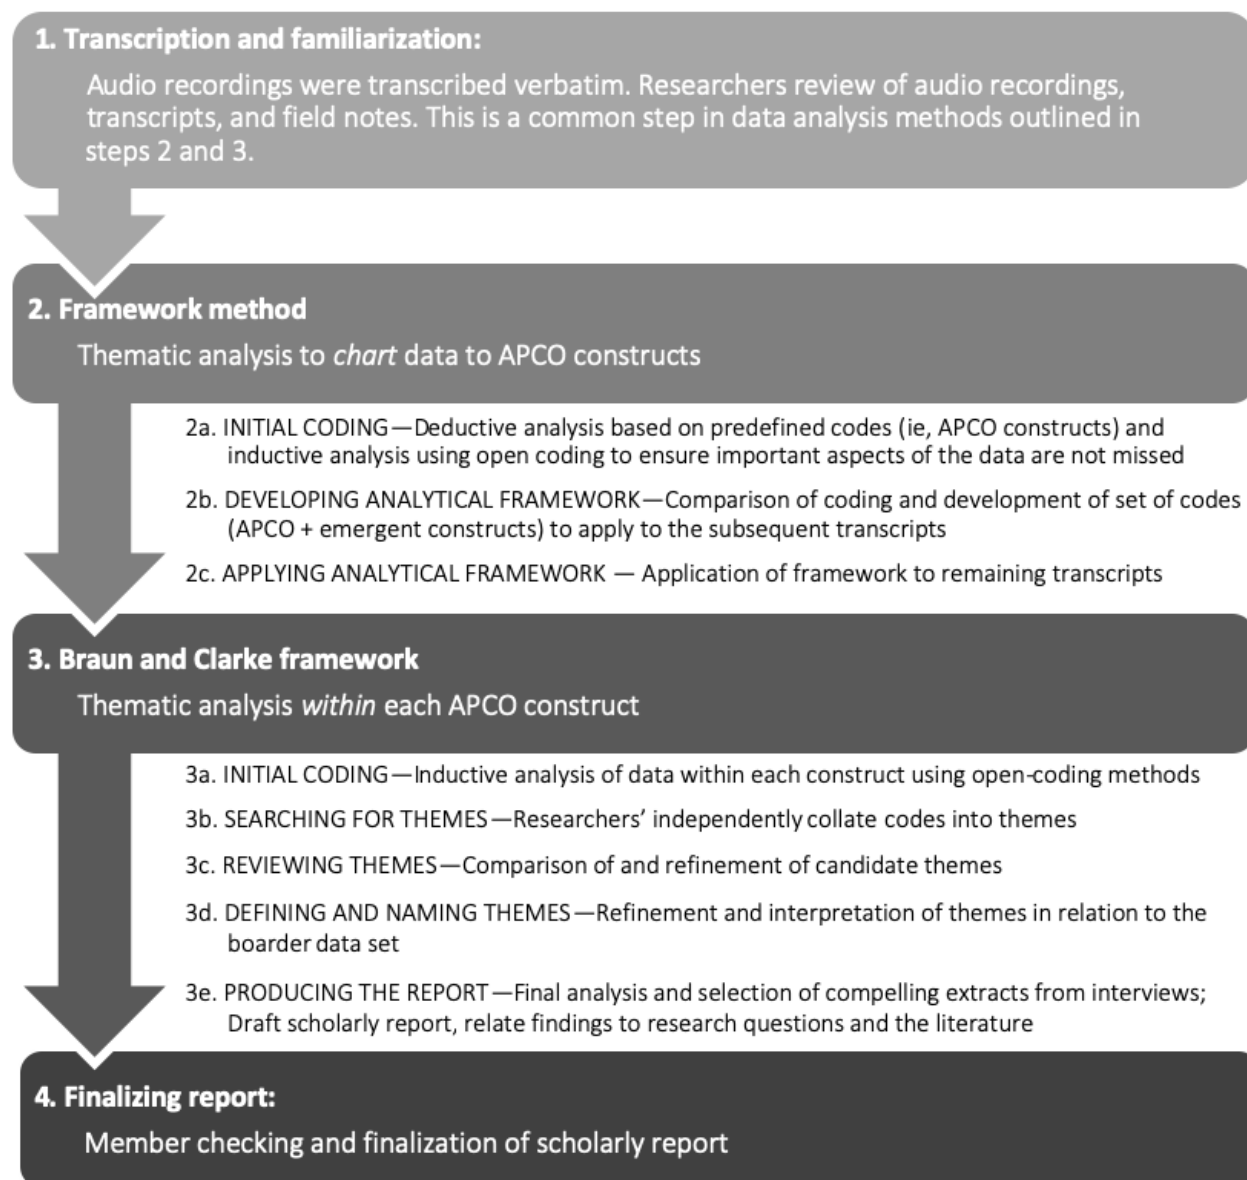 1. Transcription and familiarization:
Audio recordings were transcribed verbatim. Researchers review of audio recordings,
transcripts, and field notes. This is a common step in data analysis methods outlined in
steps 2 and 3.
2. Framework method
Thematic analysis to chart data to APCO constructs
2a. INITIAL CODING—Deductive analysis based on predefined codes (ie, APCO constructs) and
inductive analysis using open coding to ensure important aspects of the data are not missed
2b. DEVELOPING ANALYTICAL FRAMEWORK—Comparison of coding and development of set of codes
(APCO + emergent constructs) to apply to the subsequent transcripts
2c. APPLYING ANALYTICAL FRAMEWORK — Application of framework to remaining transcripts
3. Braun and Clarke framework
Thematic analysis within each APCO construct
3a. INITIAL CODING—Inductive analysis of data within each construct using open-coding methods
3b. SEARCHING FOR THEMES—Researchers’ independently collate codes into themes
3c. REVIEWING THEMES—Comparison of and refinement of candidate themes
3d. DEFINING AND NAMING THEMES—Refinement and interpretation of themes in relation to the
boarder data set
3e. PRODUCING THE REPORT—Final analysis and selection of compelling extracts from interviews;
Draft scholarly report, relate findings to research questions and the literature
4. Finalizing report:
Member checking and finalization of scholarly report